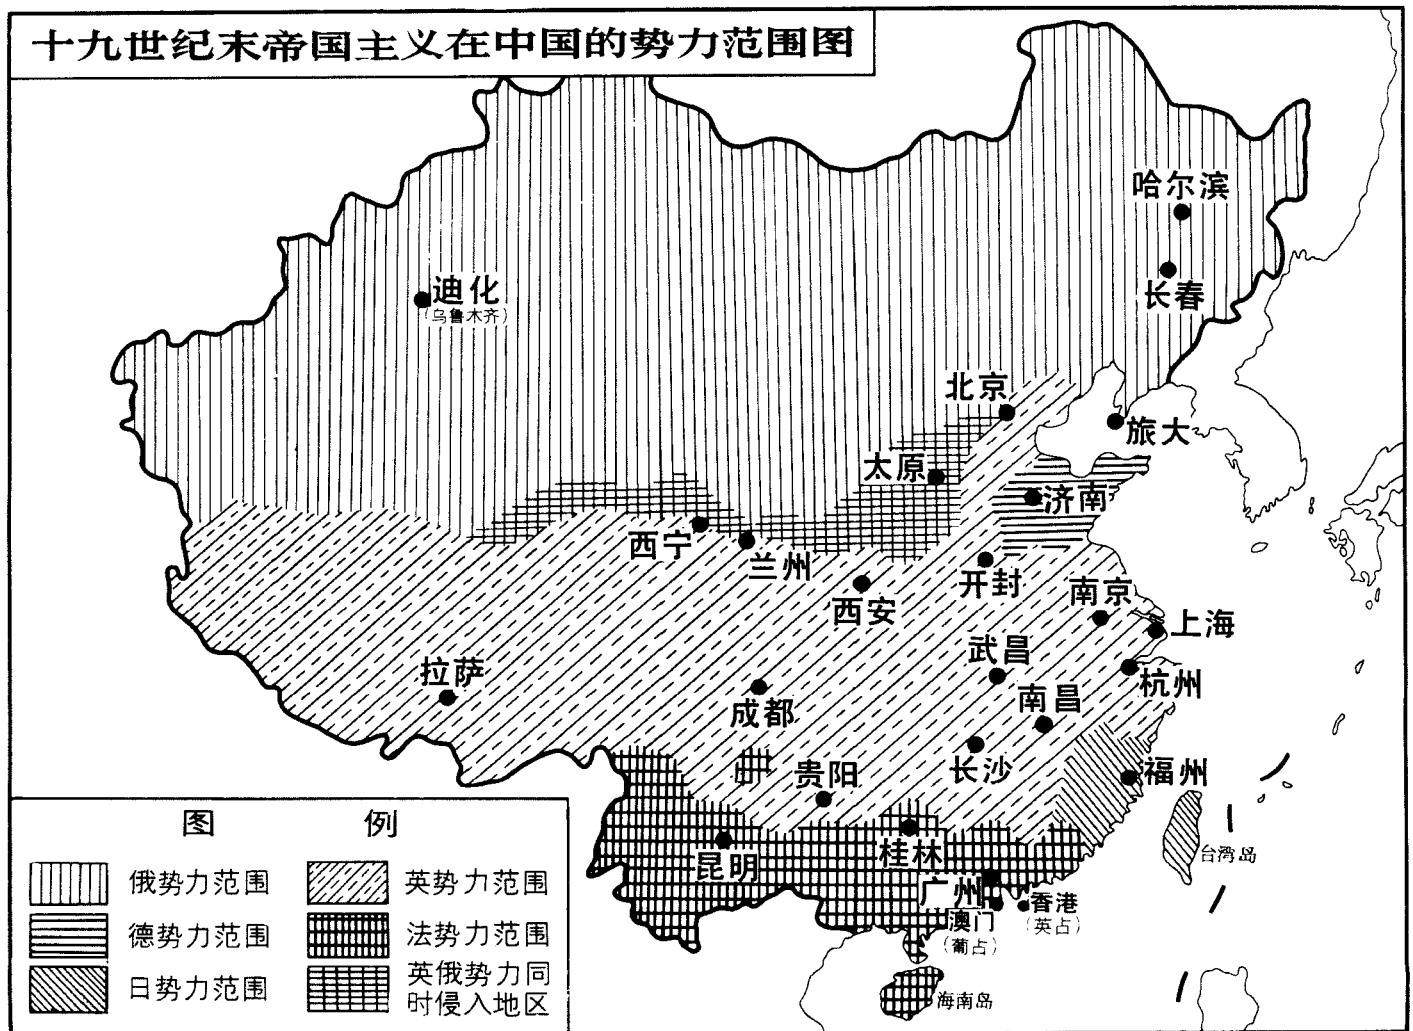 十九世纪末帝国主义在中国的势力范围图
哈尔滨
长春
迪化
(乌鲁木齐)
北京
旅大
太原
济南
西宁
兰州
开封
西安
南京
上海
武昌
杭州
拉萨
成都
南昌
长沙
贵阳
福州
台湾岛
昆明
桂林
广州
澳门
(葡占)
香港
(英占)
海南岛
图 例
俄势力范围
英势力范围
德势力范围
法势力范围
日势力范围
英俄势力同
时侵入地区